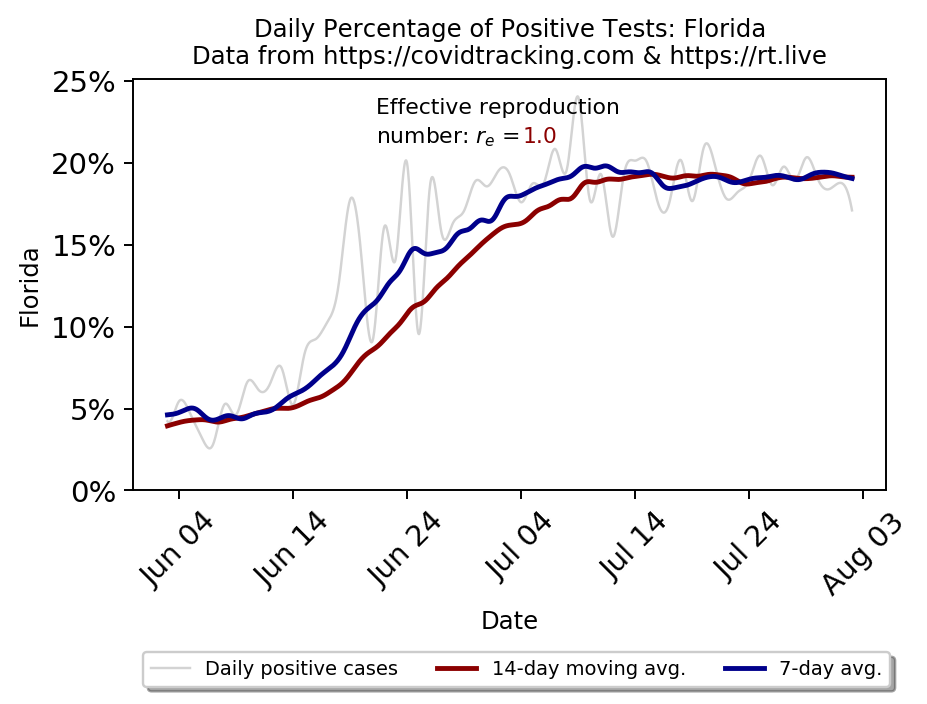 Daily Percentage of Positive Tests: Florida
Data from https://covidtracking.com & https://rt.live
25%
Effective reproduction
number: rₑ =1.0
20%
15%
Florida
10%
5%
0%
Jun 04
Jun 14
Jun 24
Jul 04
Jul 14
Jul 24
Aug 03
Date
Daily positive cases
14-day moving avg.
7-day avg.